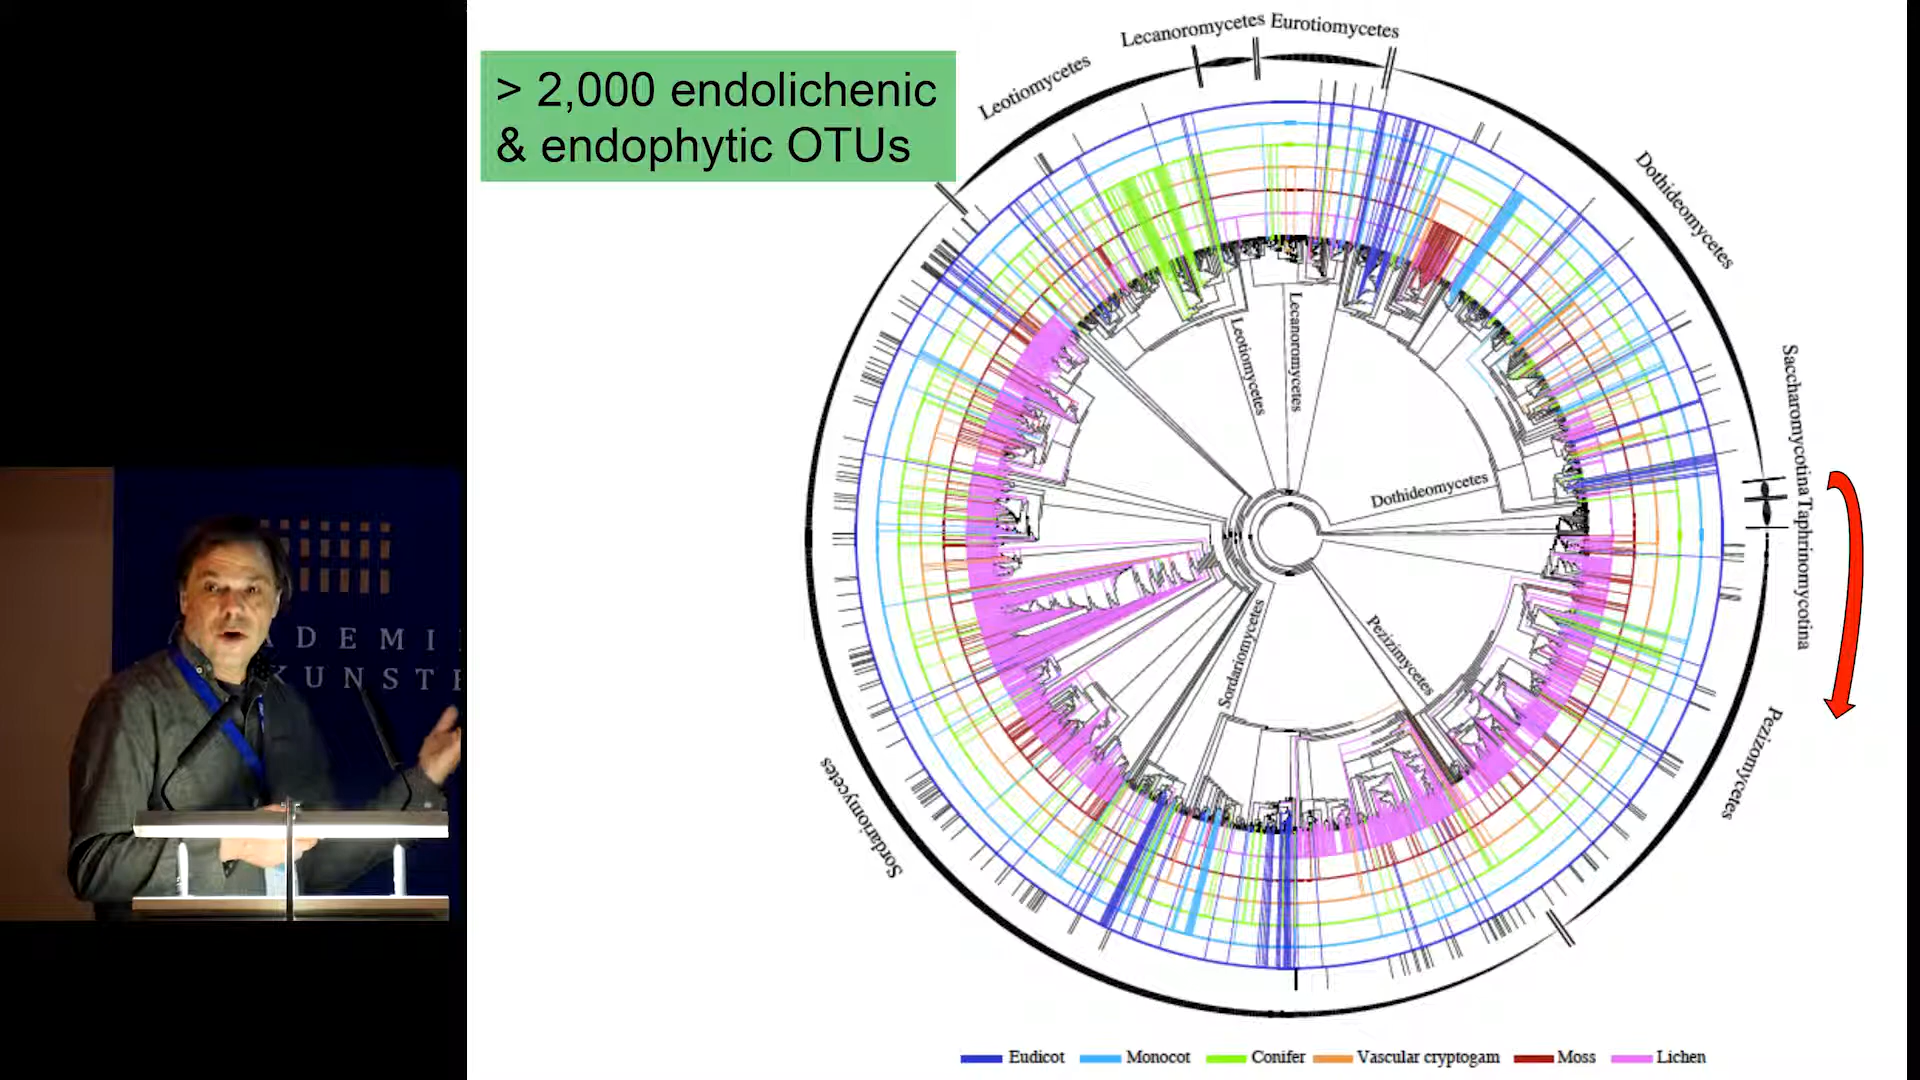 > 2,000 endolichenic
& endophytic OTUs
Leotiomycetes
Lecanoromycetes
Eurotiomycetes
Dothideomycetes
Saccharomycotina
Taphrinomycotina
Pezizomycetes
Sordariomycetes
Leotiomycetes
Lecanoromycetes
Dothideomycetes
Pezizimycetes
Sordariomycetes
ADEMI
KUNST
Eudicot
Monocot
Conifer
Vascular cryptogam
Moss
Lichen